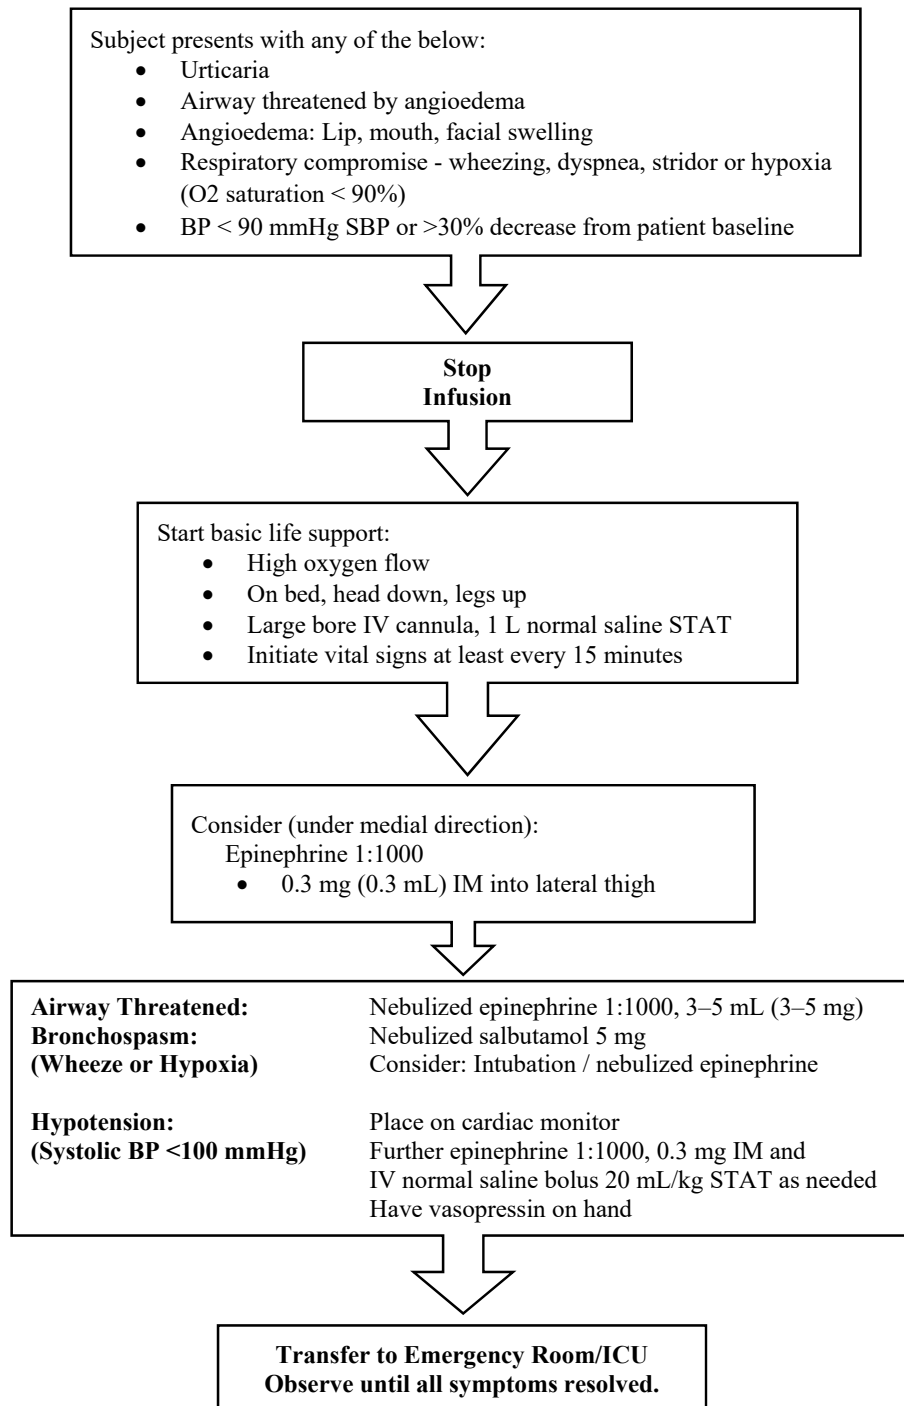 Subject presents with any of the below:
• Urticaria
• Airway threatened by angioedema
• Angioedema: Lip, mouth, facial swelling
• Respiratory compromise - wheezing, dyspnea, stridor or hypoxia
(O2 saturation < 90%)
• BP < 90 mmHg SBP or >30% decrease from patient baseline
Stop
Infusion
Start basic life support:
• High oxygen flow
• On bed, head down, legs up
• Large bore IV cannula, 1 L normal saline STAT
• Initiate vital signs at least every 15 minutes
Consider (under medial direction):
Epinephrine 1:1000
• 0.3 mg (0.3 mL) IM into lateral thigh
Airway Threatened: Nebulized epinephrine 1:1000, 3–5 mL (3–5 mg)
Bronchospasm: Nebulized salbutamol 5 mg
(Wheeze or Hypoxia) Consider: Intubation / nebulized epinephrine
Hypotension: Place on cardiac monitor
(Systolic BP <100 mmHg) Further epinephrine 1:1000, 0.3 mg IM and
IV normal saline bolus 20 mL/kg STAT as needed
Have vasopressin on hand
Transfer to Emergency Room/ICU
Observe until all symptoms resolved.